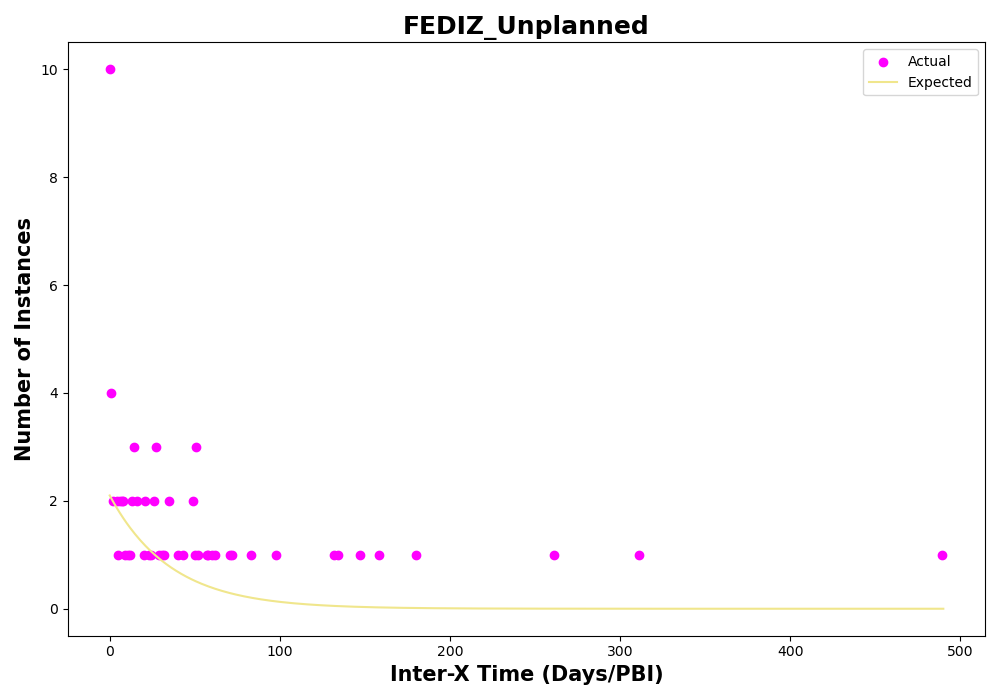 FEDIZ_Unplanned
Actual
Expected
10
8
6
4
2
0
Number of Instances
0 100 200 300 400 500
Inter-X Time (Days/PBI)